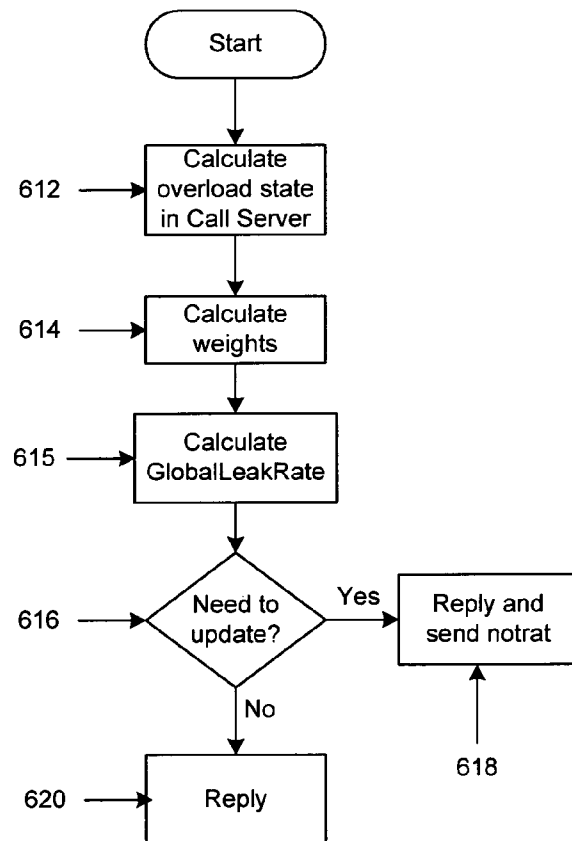 Start
612
Calculate
overload state
in Call Server
614
Calculate
weights
615
Calculate
GlobalLeakRate
616
Need to
update?
Yes
Reply and
send notrat
618
No
620
Reply